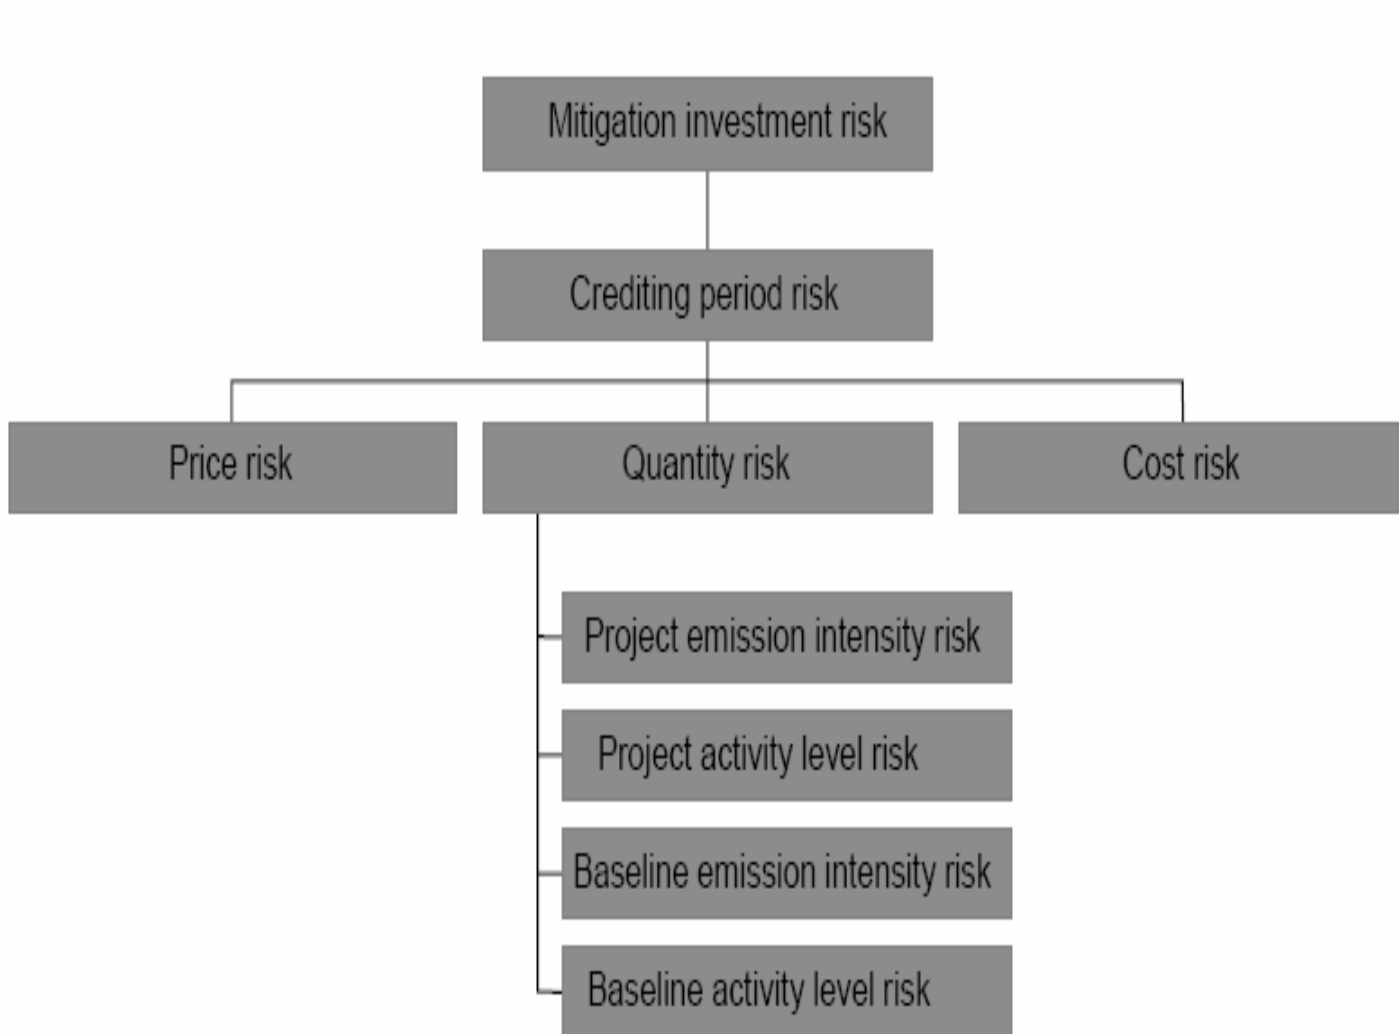 Mitigation investment risk
Crediting period risk
Price risk
Quantity risk
Cost risk
Project emission intensity risk
Project activity level risk
Baseline emission intensity risk
Baseline activity level risk